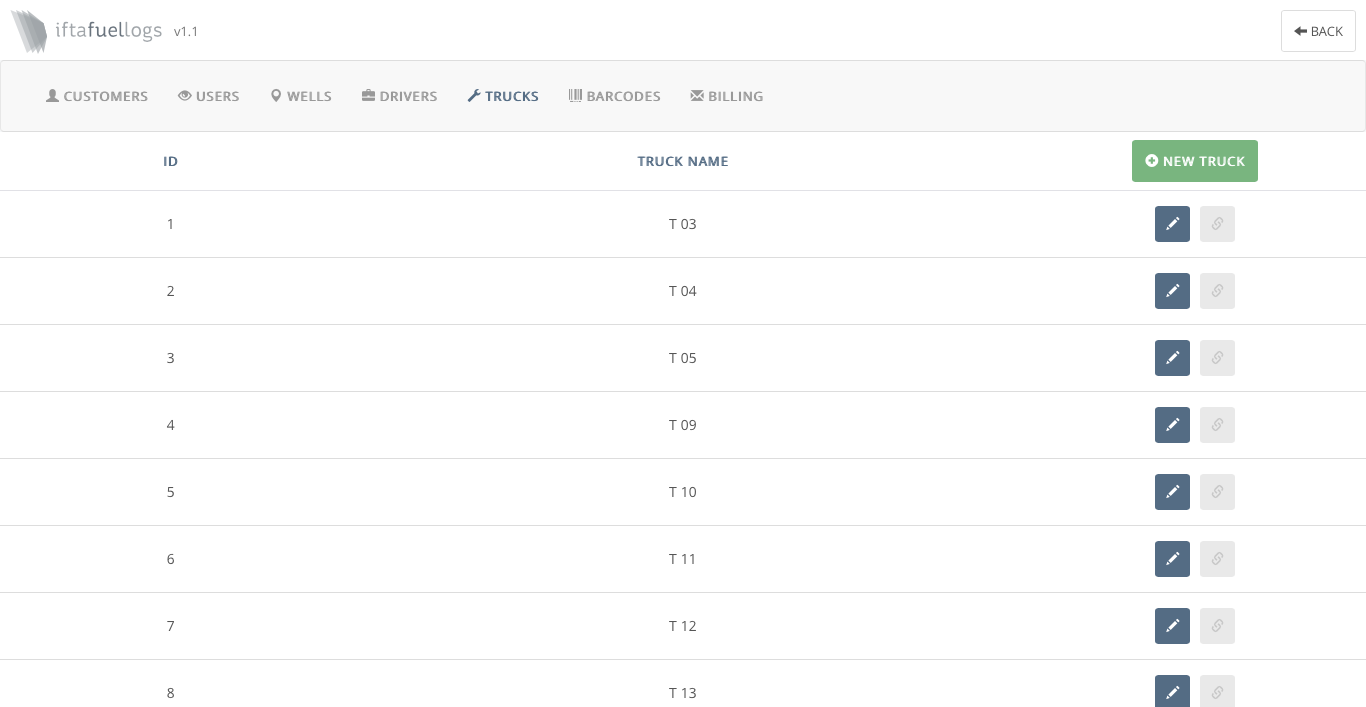 iftafuellogs v1.1
BACK
CUSTOMERS USERS WELLS DRIVERS TRUCKS BARCODES BILLING
ID TRUCK NAME NEW TRUCK
1 T 03
2 T 04
3 T 05
4 T 09
5 T 10
6 T 11
7 T 12
8 T 13